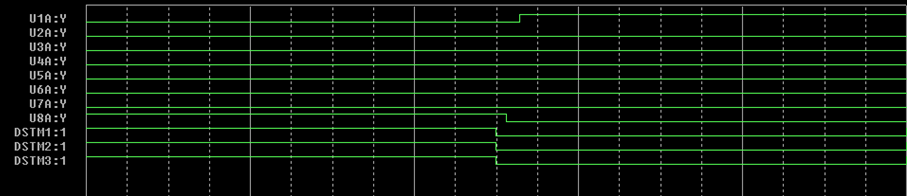 U1A:Y
U2A:Y
U3A:Y
U4A:Y
U5A:Y
U6A:Y
U7A:Y
U8A:Y
DSTM1:1
DSTM2:1
DSTM3:1